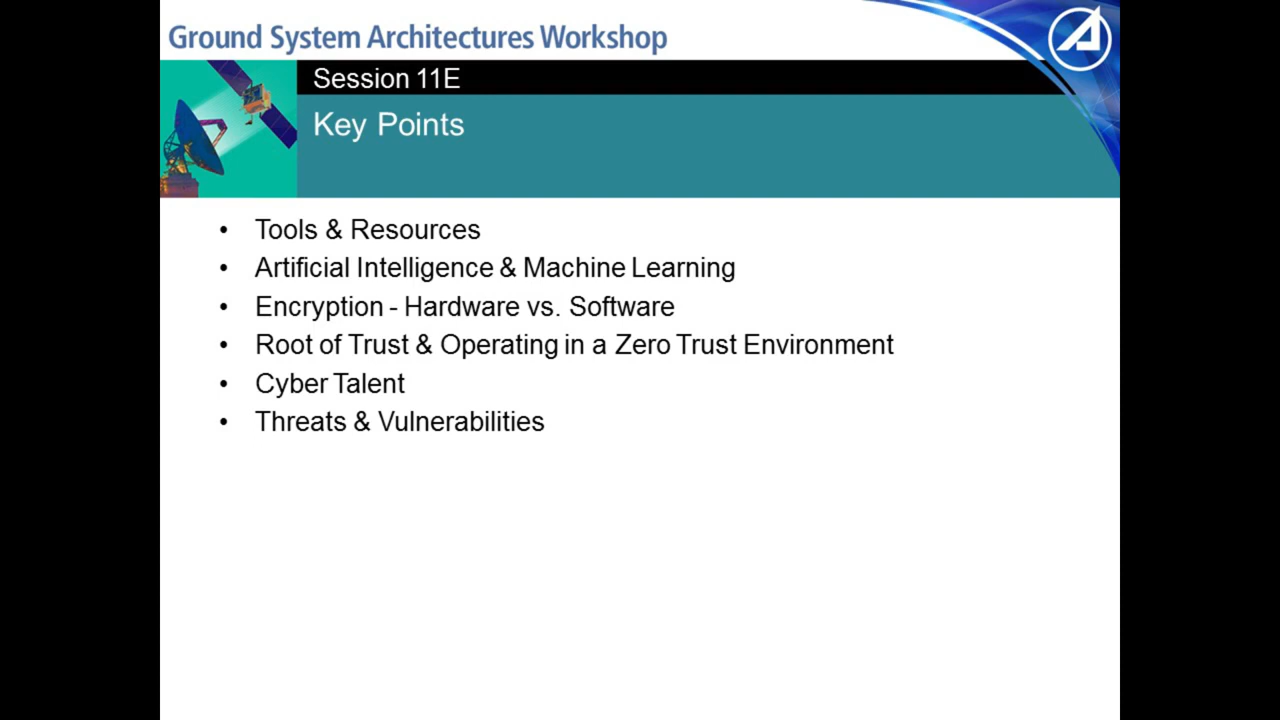 Ground System Architectures Workshop
Session 11E
Key Points
• Tools & Resources
• Artificial Intelligence & Machine Learning
• Encryption - Hardware vs. Software
• Root of Trust & Operating in a Zero Trust Environment
• Cyber Talent
• Threats & Vulnerabilities